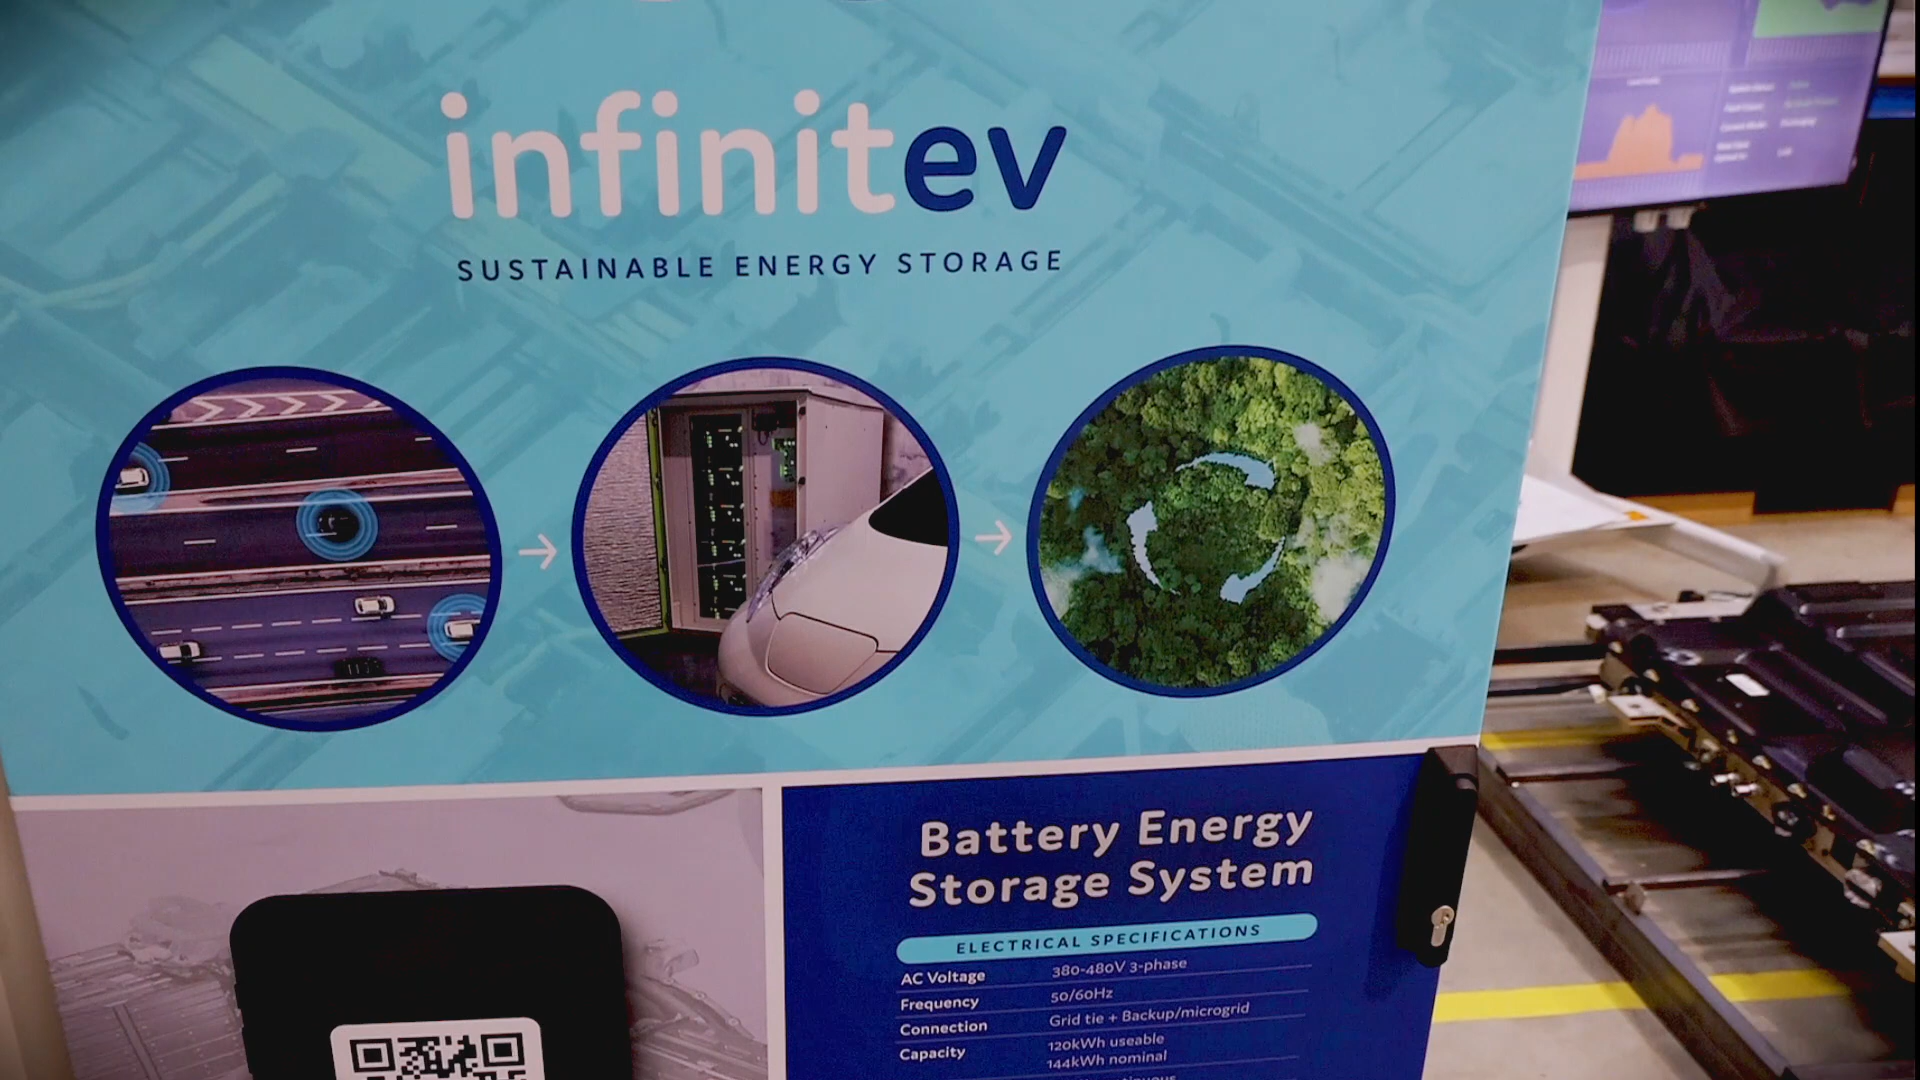 infinitev
SUSTAINABLE ENERGY STORAGE
Battery Energy
Storage System
ELECTRICAL SPECIFICATIONS
AC Voltage 380-480V 3-phase
Frequency 50/60Hz
Connection Grid tie + Backup/microgrid
Capacity 120kWh useable
144kWh nominal